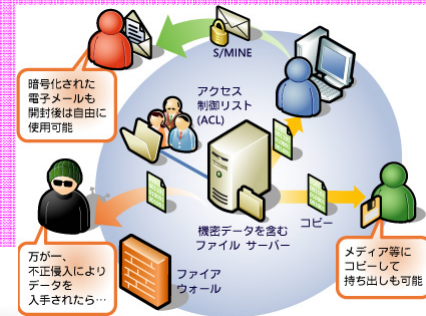 S/MINE
暗号化された
電子メールも
開封後は自由に
使用可能
アクセス
制御リスト
(ACL)
機密データを含む
ファイル サーバー
コピー
メディア等に
コピーして
持ち出しも可能
万が一、
不正侵入により
データを
入手されたら…
ファイア
ウォール